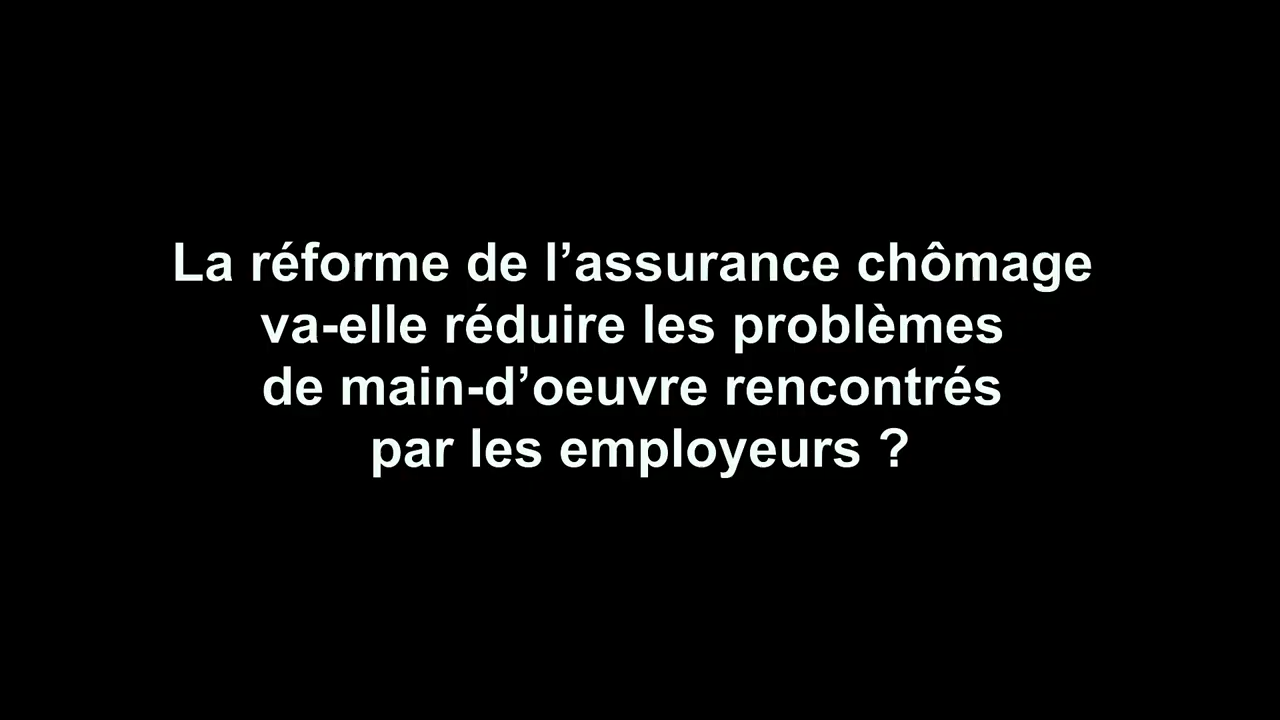 La réforme de l’assurance chômage
va-elle réduire les problèmes
de main-d’oeuvre rencontrés
par les employeurs ?